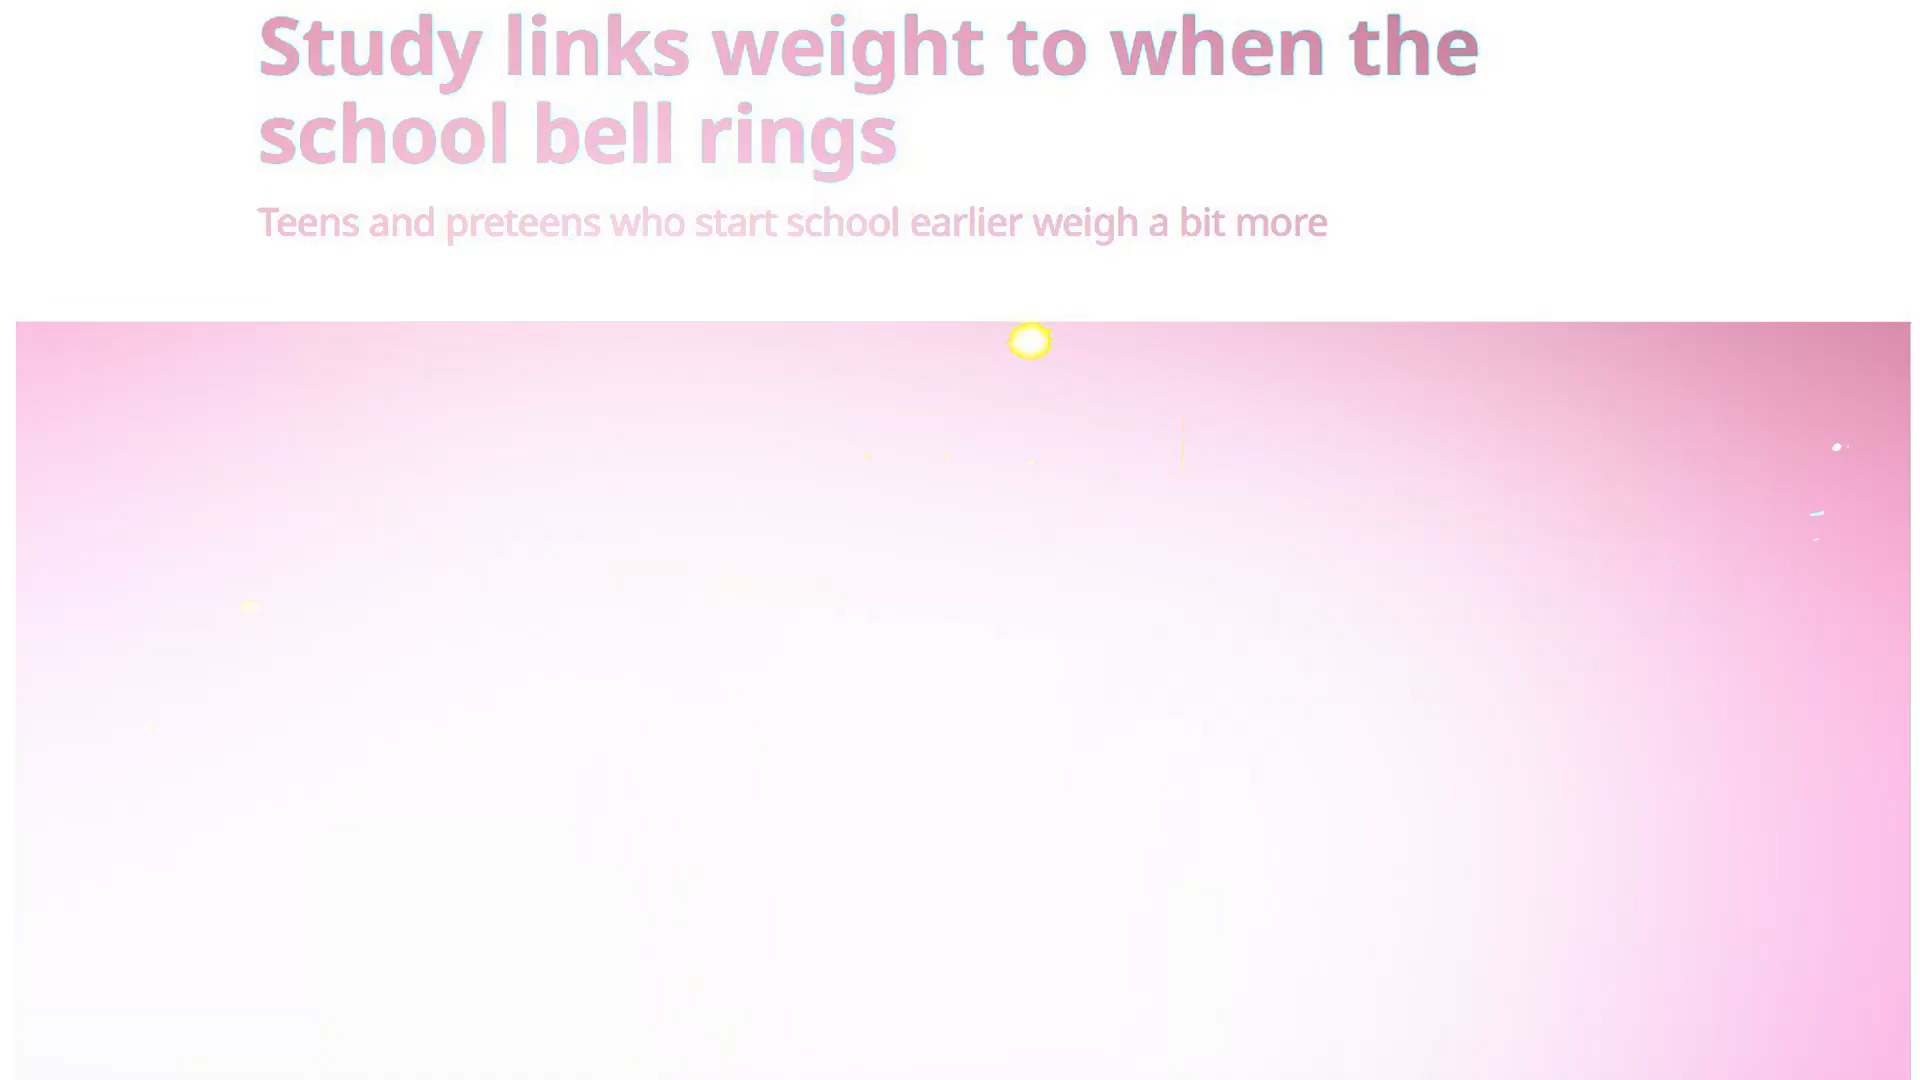 Study links weight to when the
school bell rings
Teens and preteens who start school earlier weigh a bit more